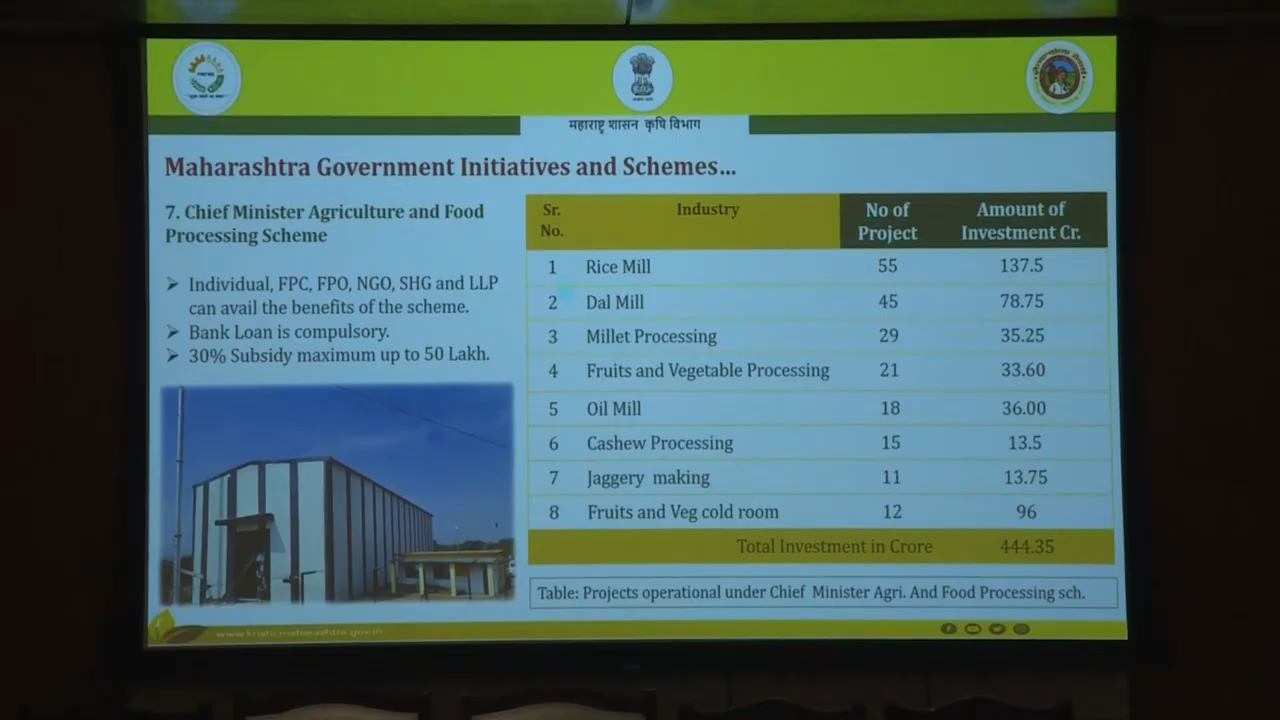 महाराष्ट्र शासन कृषि विभाग
Maharashtra Government Initiatives and Schemes...
7. Chief Minister Agriculture and Food
Processing Scheme
Individual, FPC, FPO, NGO, SHG and LLP
can avail the benefits of the scheme.
Bank Loan is compulsory.
30% Subsidy maximum up to 50 Lakh.
Sr. No. Industry No of Project Amount of Investment Cr.
1 Rice Mill 55 137.5
2 Dal Mill 45 78.75
3 Millet Processing 29 35.25
4 Fruits and Vegetable Processing 21 33.60
5 Oil Mill 18 36.00
6 Cashew Processing 15 13.5
7 Jaggery making 11 13.75
8 Fruits and Veg cold room 12 96
Total Investment in Crore 444.35
Table: Projects operational under Chief Minister Agri. And Food Processing sch.
www.krishi.maharashtra.gov.in